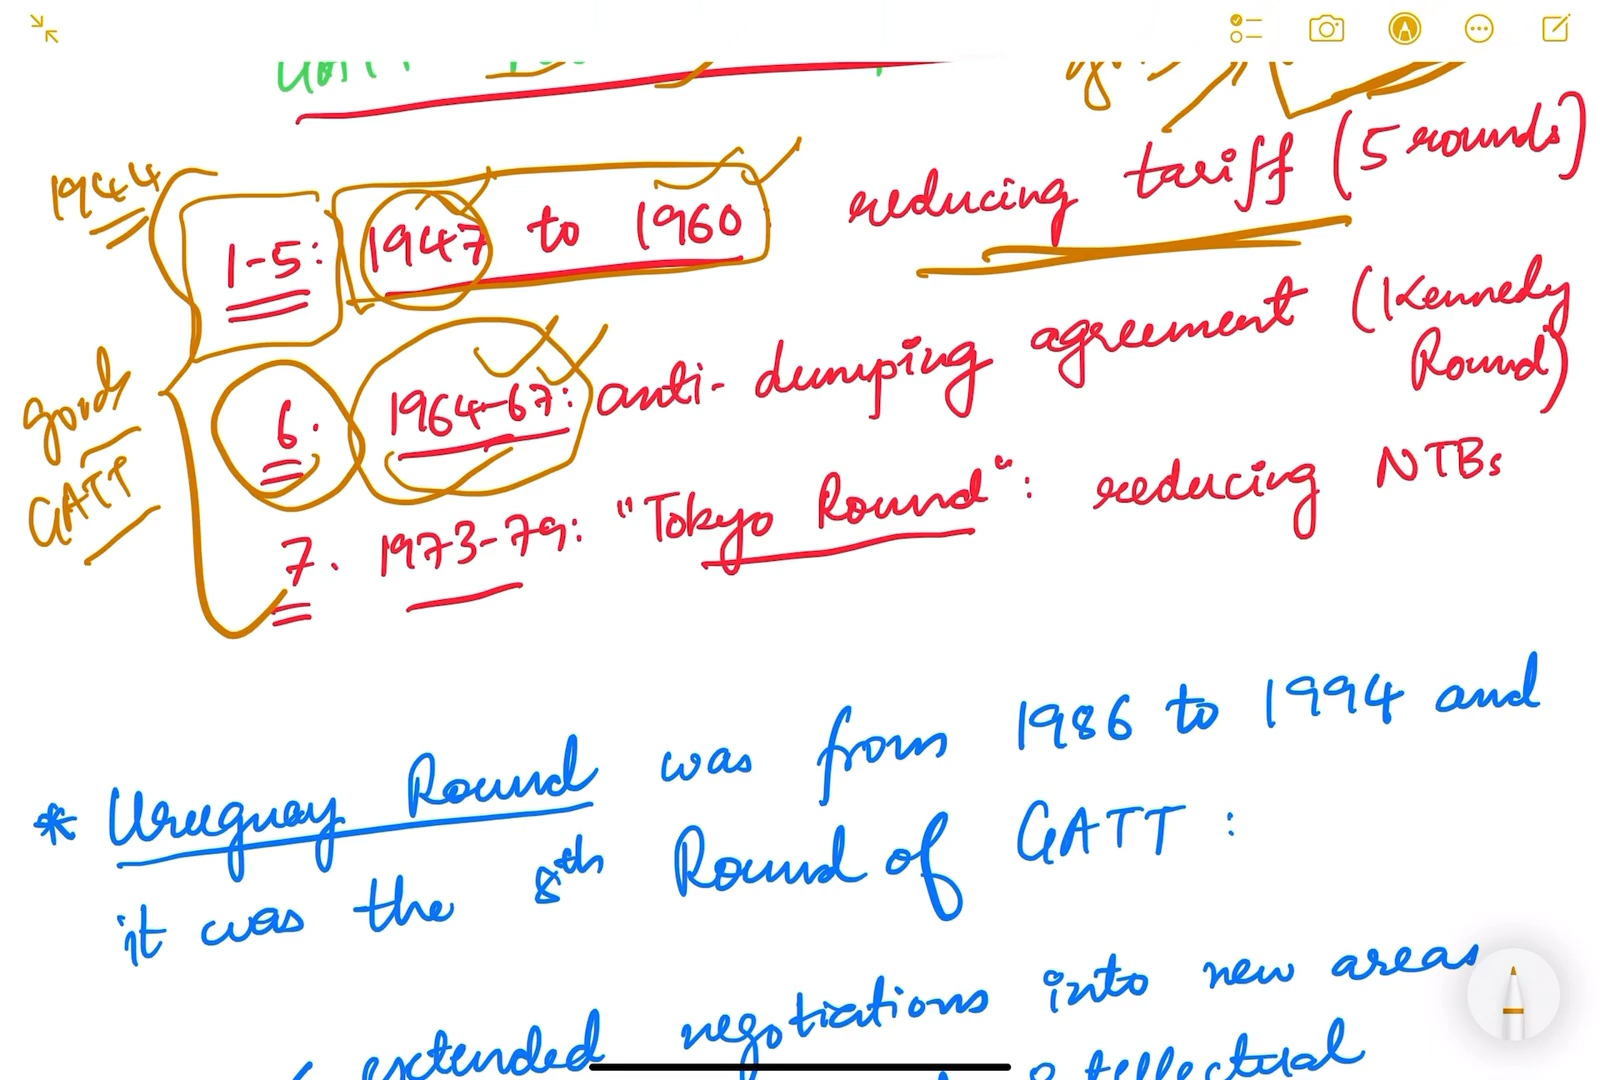 1944
1-5: 1947 to 1960 reducing tariff (5 rounds)
6. 1964-67: anti-dumping agreement (Kennedy
Round)
goods
GATT
7. 1973-79: "Tokyo Round": reducing NTBs
* Uruguay Round was from 1986 to 1994 and
it was the 8th Round of GATT:
extended negotiations into new areas